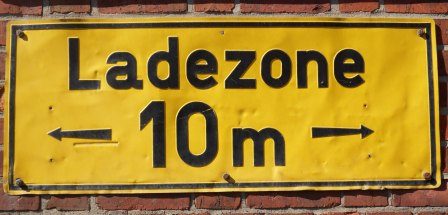 Ladezone
← 10m →